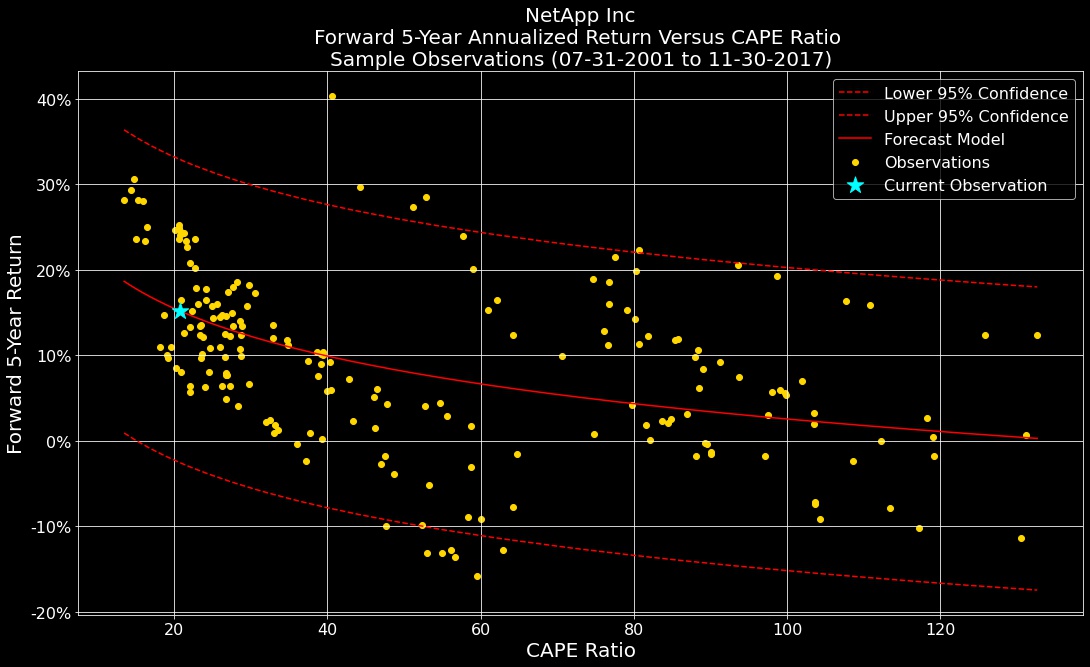 NetApp Inc
Forward 5-Year Annualized Return Versus CAPE Ratio
Sample Observations (07-31-2001 to 11-30-2017)
Lower 95% Confidence
Upper 95% Confidence
Forecast Model
Observations
Current Observation
Forward 5-Year Return
40%
30%
20%
10%
0%
-10%
-20%
20 40 60 80 100 120
CAPE Ratio